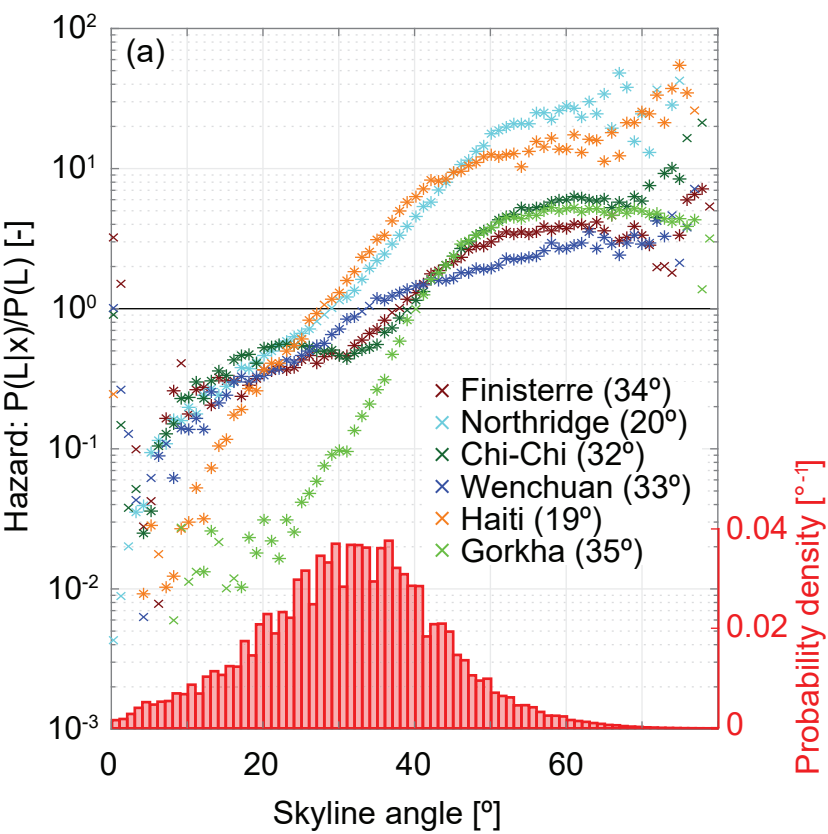 (a)
10²
10¹
10⁰
10⁻¹
10⁻²
10⁻³
Hazard: P(L|x)/P(L) [-]
Finisterre (34º)
Northridge (20º)
Chi-Chi (32º)
Wenchuan (33º)
Haiti (19º)
Gorkha (35º)
0.04
0.02
0
Probability density [°⁻¹]
0 20 40 60
Skyline angle [º]